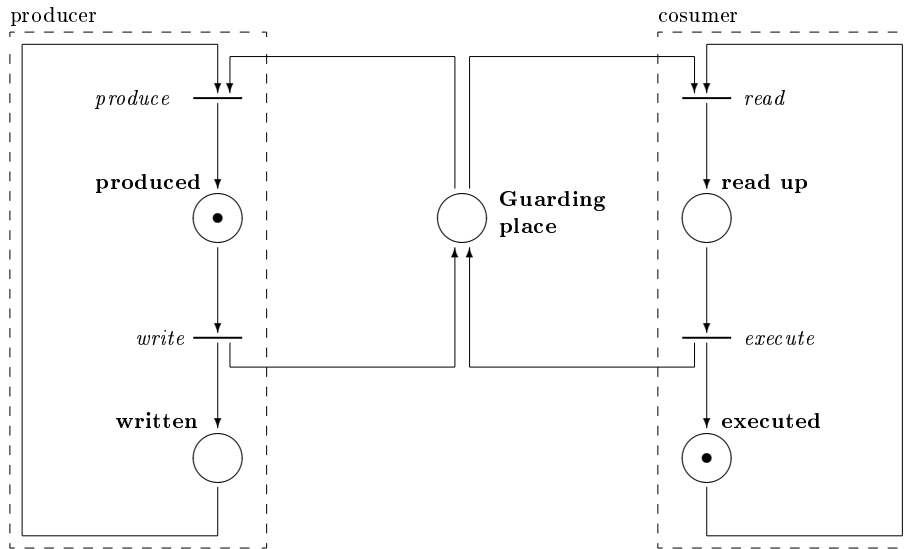 producer
cosumer
produce
read
produced
read up
Guarding
place
write
execute
written
executed